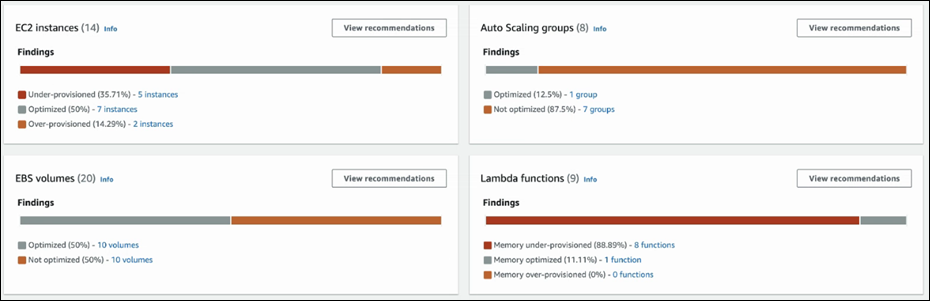 EC2 instances (14) Info
View recommendations
Findings
Under-provisioned (35.71%) - 5 instances
Optimized (50%) - 7 instances
Over-provisioned (14.29%) - 2 instances
Auto Scaling groups (8) Info
View recommendations
Findings
Optimized (12.5%) - 1 group
Not optimized (87.5%) - 7 groups
EBS volumes (20) Info
View recommendations
Findings
Optimized (50%) - 10 volumes
Not optimized (50%) - 10 volumes
Lambda functions (9) Info
View recommendations
Findings
Memory under-provisioned (88.89%) - 8 functions
Memory optimized (11.11%) - 1 function
Memory over-provisioned (0%) - 0 functions